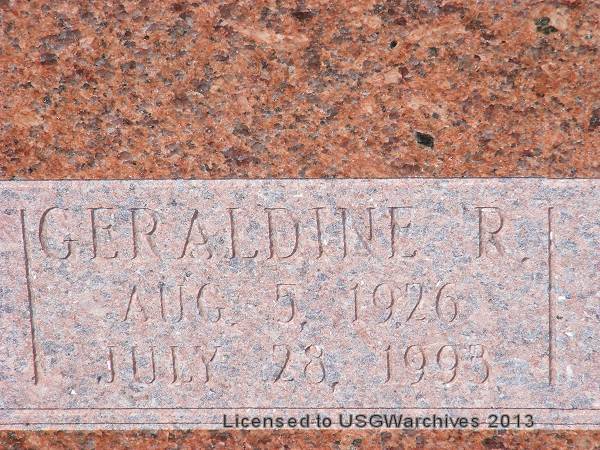 GERALDINE R.
AUG. 5, 1926
JULY 28, 1993
Licensed to USGWarchives 2013